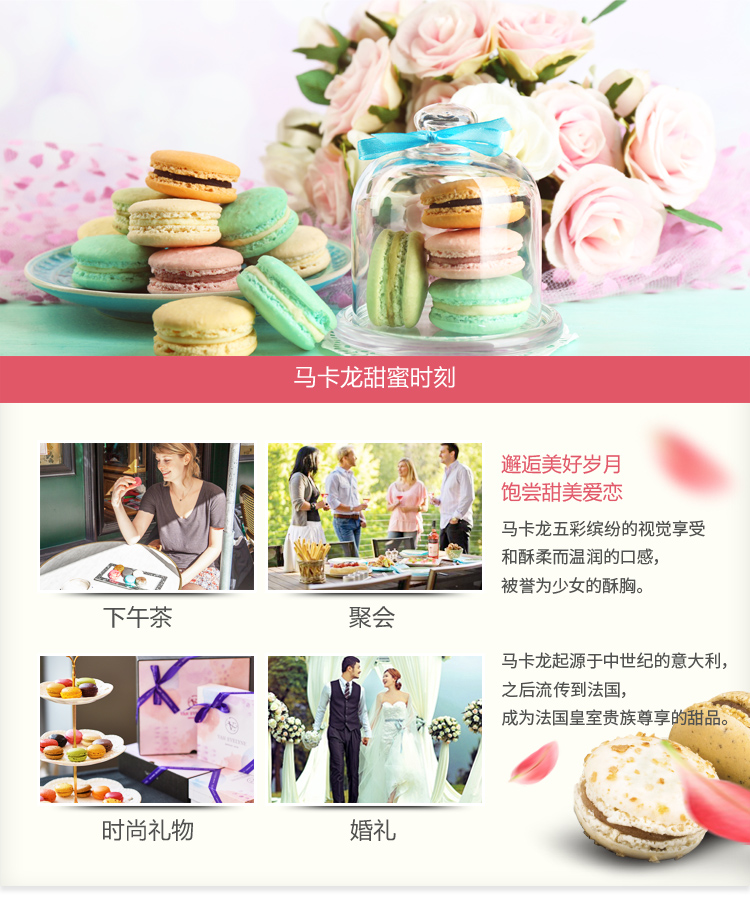 马卡龙甜蜜时刻
邂逅美好岁月
饱尝甜美爱恋
马卡龙五彩缤纷的视觉享受
和酥柔而温润的口感，
被誉为少女的酥胸。
下午茶
聚会
马卡龙起源于中世纪的意大利，
之后流传到法国，
成为法国皇室贵族尊享的甜品。
时尚礼物
婚礼